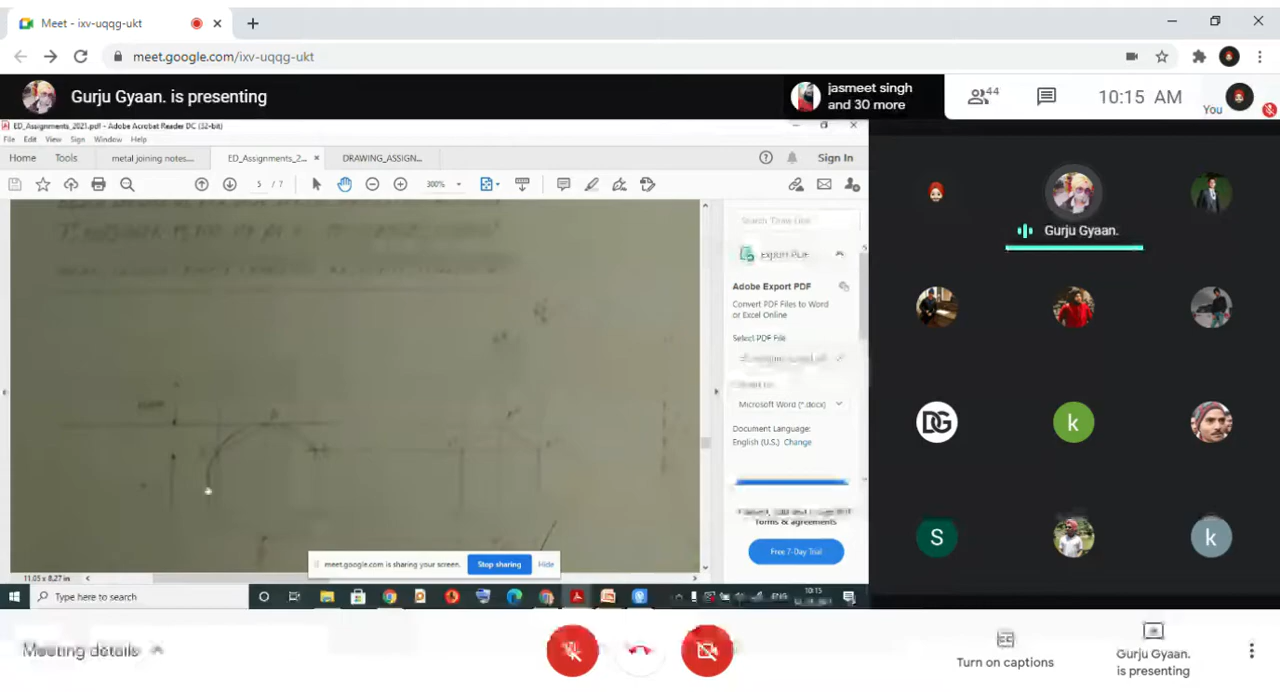 Meet - ixv-uqqg-ukt
meet.google.com/ixv-uqqg-ukt
Gurju Gyaan. is presenting
jasmeet singh
and 30 more
44
10:15 AM
You
ED_Assignments_2021.pdf - Adobe Acrobat Reader DC (32-bit)
File Edit View Sign Window Help
Home Tools metal joining notes.... ED_Assignments_2... DRAWING_ASSIGN... Sign In
5 / 7 300%
Export PDF
Adobe Export PDF
Convert PDF Files to Word
or Excel Online
Select PDF File
Microsoft Word (*.docx)
Document Language:
English (U.S.) Change
Terms & agreements
Free 7-Day Trial
Gurju Gyaan.
DG
k
S
k
meet.google.com is sharing your screen. Stop sharing Hide
11.05 x 8.27 in
Type here to search
ENG
10:15
Meeting details
Turn on captions
Gurju Gyaan.
is presenting